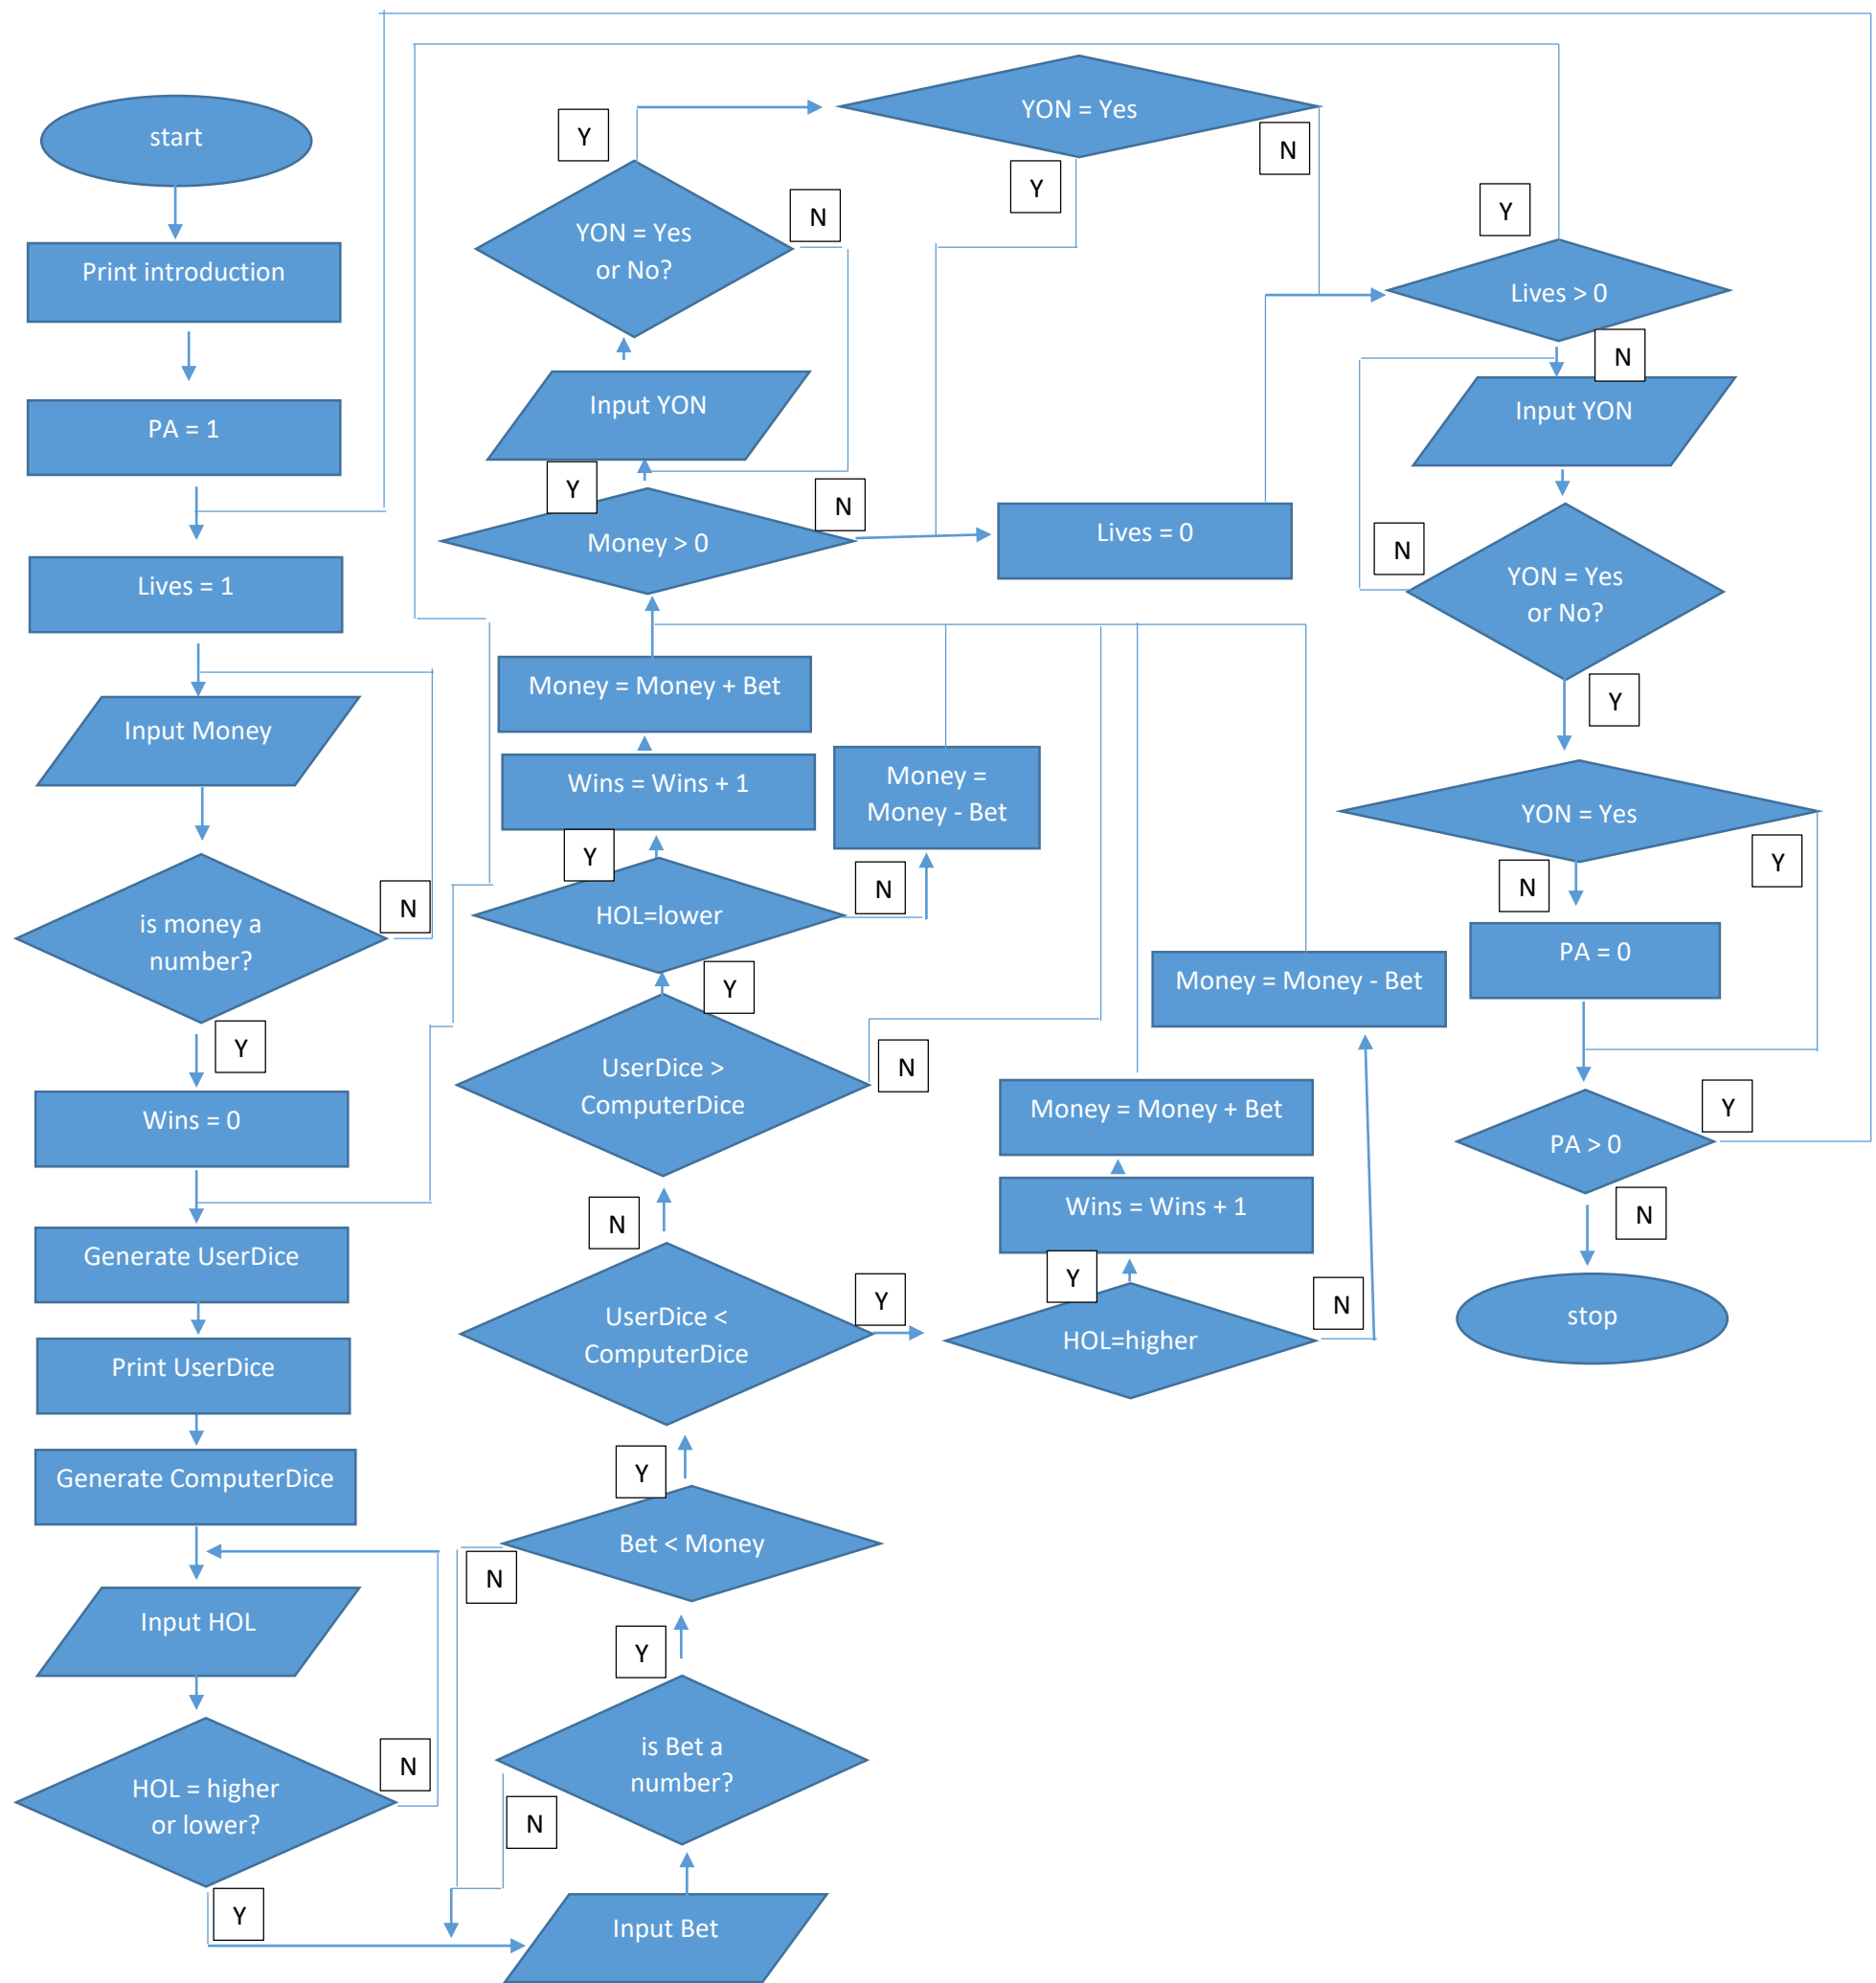 start
Print introduction
PA = 1
Lives = 1
Input Money
is money a
number?
N
Y
Wins = 0
Generate UserDice
Print UserDice
Generate ComputerDice
Input HOL
HOL = higher
or lower?
N
Y
Input Bet
is Bet a
number?
N
Y
Bet < Money
N
Y
UserDice <
ComputerDice
Y
N
UserDice >
ComputerDice
N
Y
HOL=lower
N
Y
Wins = Wins + 1
Money = Money + Bet
Money =
Money - Bet
HOL=higher
N
Y
Wins = Wins + 1
Money = Money + Bet
Money = Money - Bet
Money > 0
N
Y
Input YON
YON = Yes
or No?
N
Y
YON = Yes
Y
N
Lives = 0
Lives > 0
Y
N
Input YON
YON = Yes
or No?
N
Y
YON = Yes
Y
N
PA = 0
PA > 0
Y
N
stop